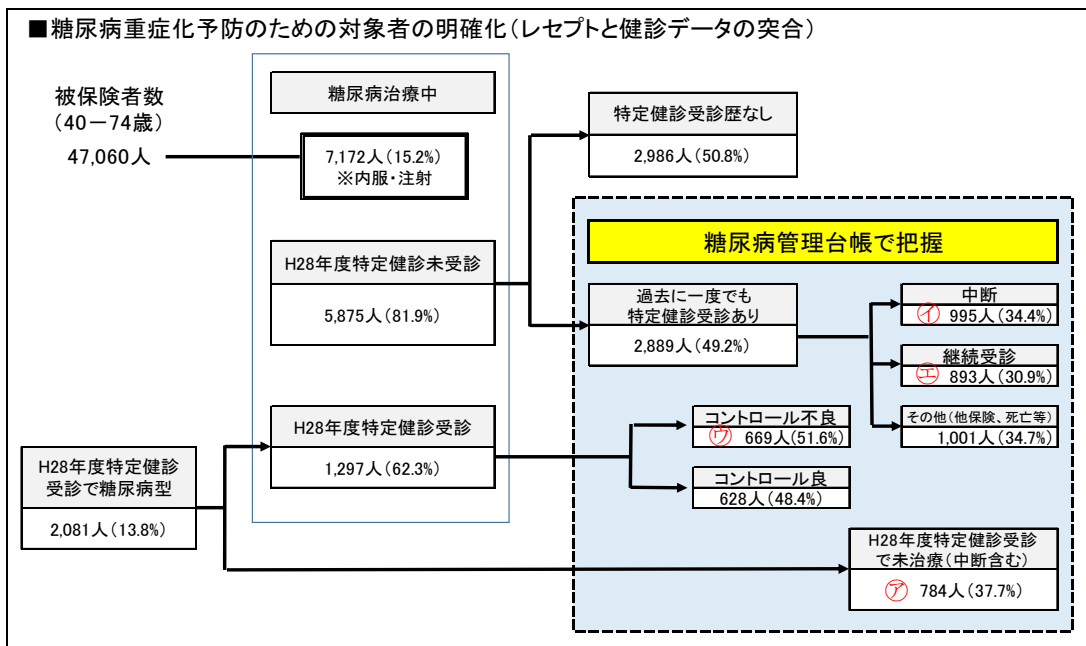 ■糖尿病重症化予防のための対象者の明確化(レセプトと健診データの突合)
被保険者数
(40-74歳)
47,060人
糖尿病治療中
7,172人(15.2%)
※内服・注射
特定健診受診歴なし
2,986人(50.8%)
糖尿病管理台帳で把握
H28年度特定健診未受診
5,875人(81.9%)
過去に一度でも
特定健診受診あり
2,889人(49.2%)
中断
㋑ 995人(34.4%)
継続受診
㋓ 893人(30.9%)
その他(他保険、死亡等)
1,001人(34.7%)
H28年度特定健診受診
1,297人(62.3%)
コントロール不良
㋒ 669人(51.6%)
コントロール良
628人(48.4%)
H28年度特定健診
受診で糖尿病型
2,081人(13.8%)
H28年度特定健診受診
で未治療(中断含む)
㋐ 784人(37.7%)